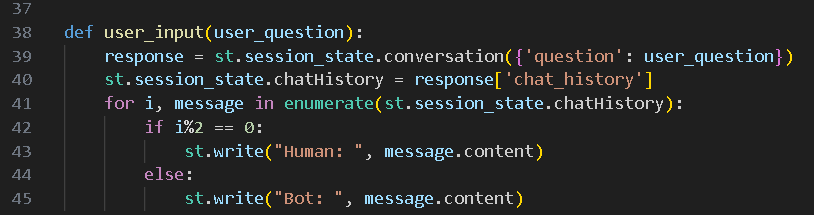 37
38 def user_input(user_question):
39     response = st.session_state.conversation({'question': user_question})
40     st.session_state.chatHistory = response['chat_history']
41     for i, message in enumerate(st.session_state.chatHistory):
42         if i%2 == 0:
43             st.write("Human: ", message.content)
44         else:
45             st.write("Bot: ", message.content)